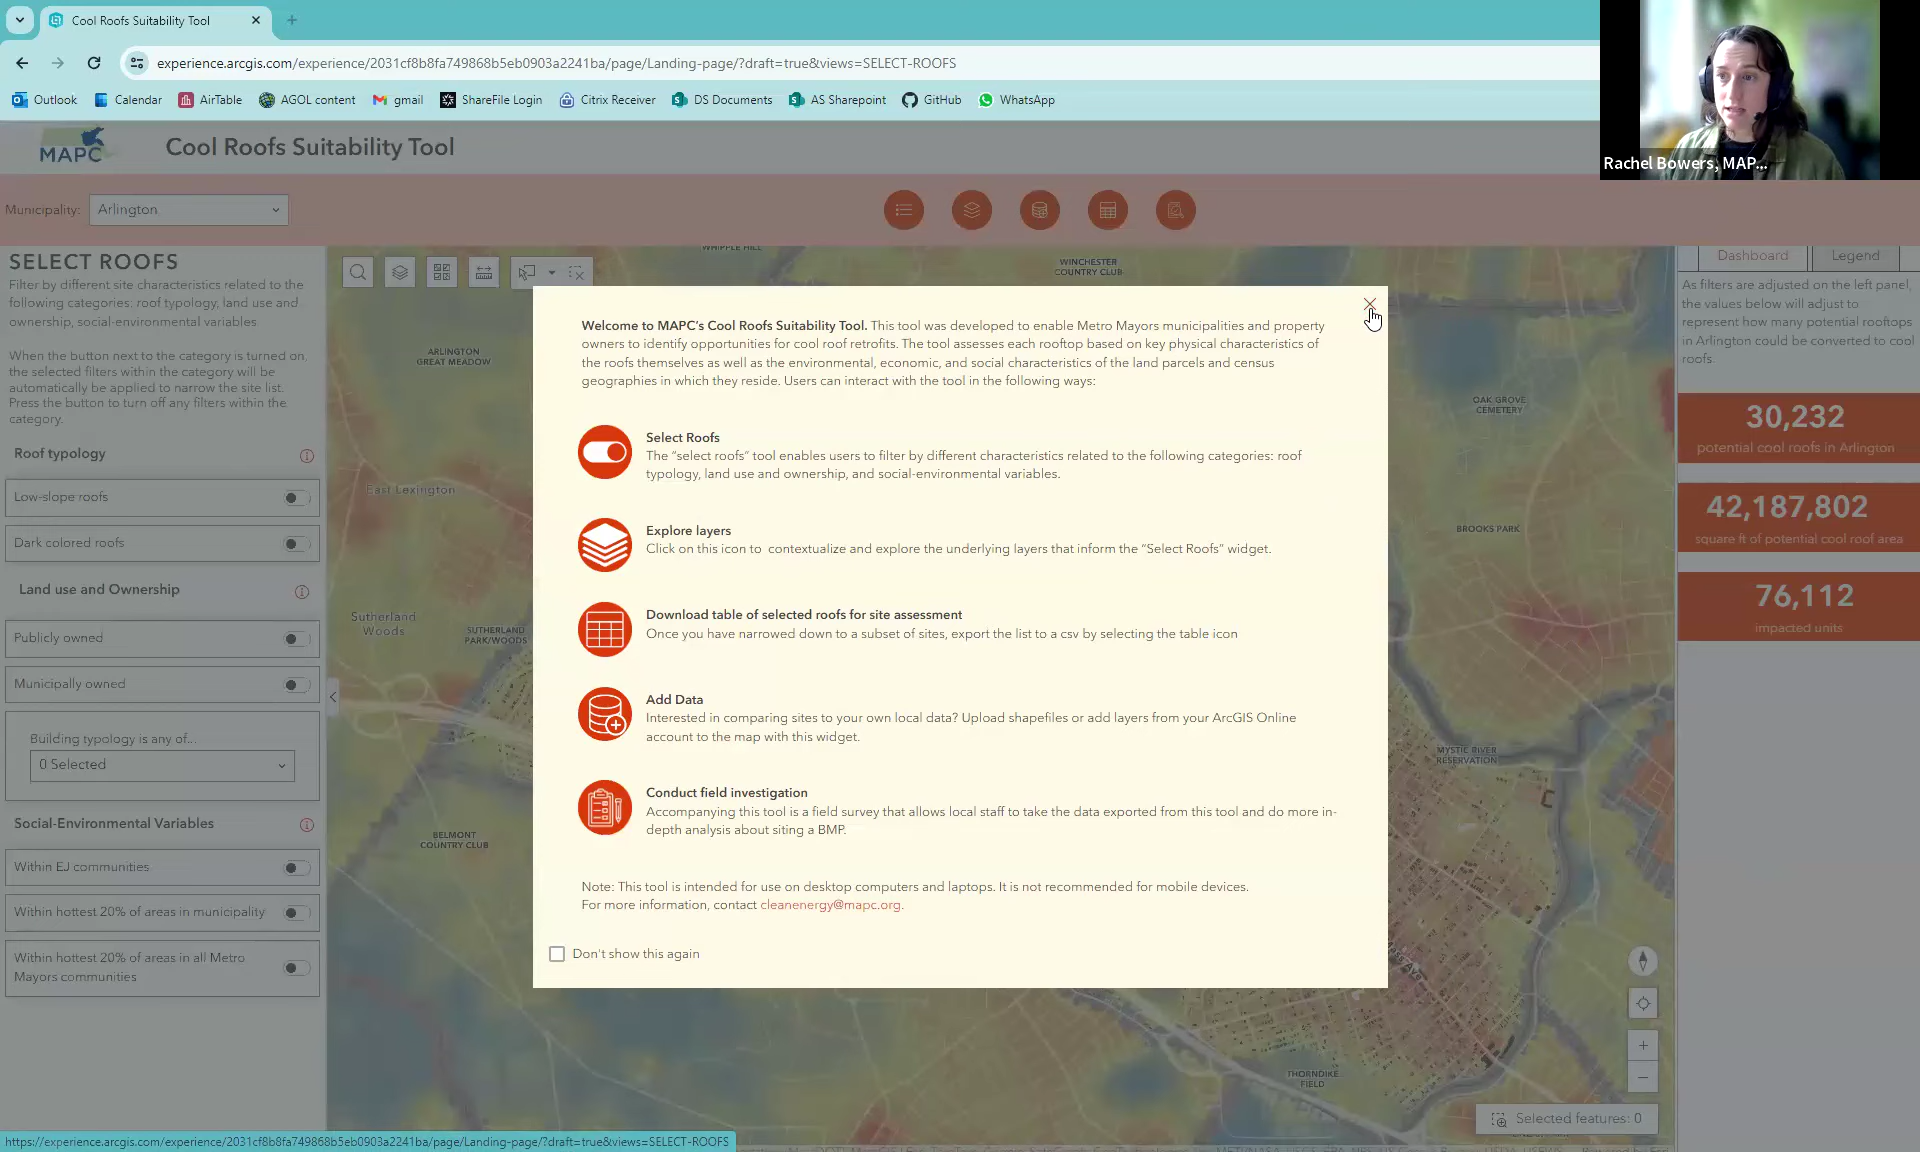 Cool Roofs Suitability Tool
experience.arcgis.com/experience/2031cf8b8fa749868b5eb0903a2241ba/page/Landing-page/?draft=true&views=SELECT-ROOFS
Outlook Calendar AirTable AGOL content gmail ShareFile Login Citrix Receiver DS Documents AS Sharepoint GitHub WhatsApp
Rachel Bowers, MAP...
MAPC Cool Roofs Suitability Tool
Municipality: Arlington
SELECT ROOFS
Filter by different site characteristics related to the
following categories: roof typology, land use and
ownership, social-environmental variables.
When the button next to the category is turned on,
the selected filters within the category will be
automatically be applied to narrow the site list.
Press the button to turn off any filters within the
category.
Roof typology
Low-slope roofs
Dark colored roofs
Land use and Ownership
Publicly owned
Municipally owned
Building typology is any of...
0 Selected
Social-Environmental Variables
Within EJ communities
Within hottest 20% of areas in municipality
Within hottest 20% of areas in all Metro
Mayors communities
WHIPPLE HILL
WINCHESTER
COUNTRY CLUB
ARLINGTON
GREAT MEADOW
East Lexington
Sutherland
Woods
SUTHERLAND
PARK/WOODS
BELMONT
COUNTRY CLUB
OAK GROVE
CEMETERY
BROOKS PARK
MYSTIC RIVER
RESERVATION
Mass Ave
THORNDIKE
FIELD
Welcome to MAPC's Cool Roofs Suitability Tool. This tool was developed to enable Metro Mayors municipalities and property
owners to identify opportunities for cool roof retrofits. The tool assesses each rooftop based on key physical characteristics of
the roofs themselves as well as the environmental, economic, and social characteristics of the land parcels and census
geographies in which they reside. Users can interact with the tool in the following ways:
Select Roofs
The "select roofs" tool enables users to filter by different characteristics related to the following categories: roof
typology, land use and ownership, and social-environmental variables.
Explore layers
Click on this icon to contextualize and explore the underlying layers that inform the "Select Roofs" widget.
Download table of selected roofs for site assessment
Once you have narrowed down to a subset of sites, export the list to a csv by selecting the table icon
Add Data
Interested in comparing sites to your own local data? Upload shapefiles or add layers from your ArcGIS Online
account to the map with this widget.
Conduct field investigation
Accompanying this tool is a field survey that allows local staff to take the data exported from this tool and do more in-
depth analysis about siting a BMP.
Note: This tool is intended for use on desktop computers and laptops. It is not recommended for mobile devices.
For more information, contact cleanenergy@mapc.org.
Don't show this again
Dashboard Legend
As filters are adjusted on the left panel,
the values below will adjust to
represent how many potential rooftops
in Arlington could be converted to cool
roofs.
30,232
potential cool roofs in Arlington
42,187,802
square ft of potential cool roof area
76,112
impacted units
Selected features: 0
https://experience.arcgis.com/experience/2031cf8b8fa749868b5eb0903a2241ba/page/Landing-page/?draft=true&views=SELECT-ROOFS